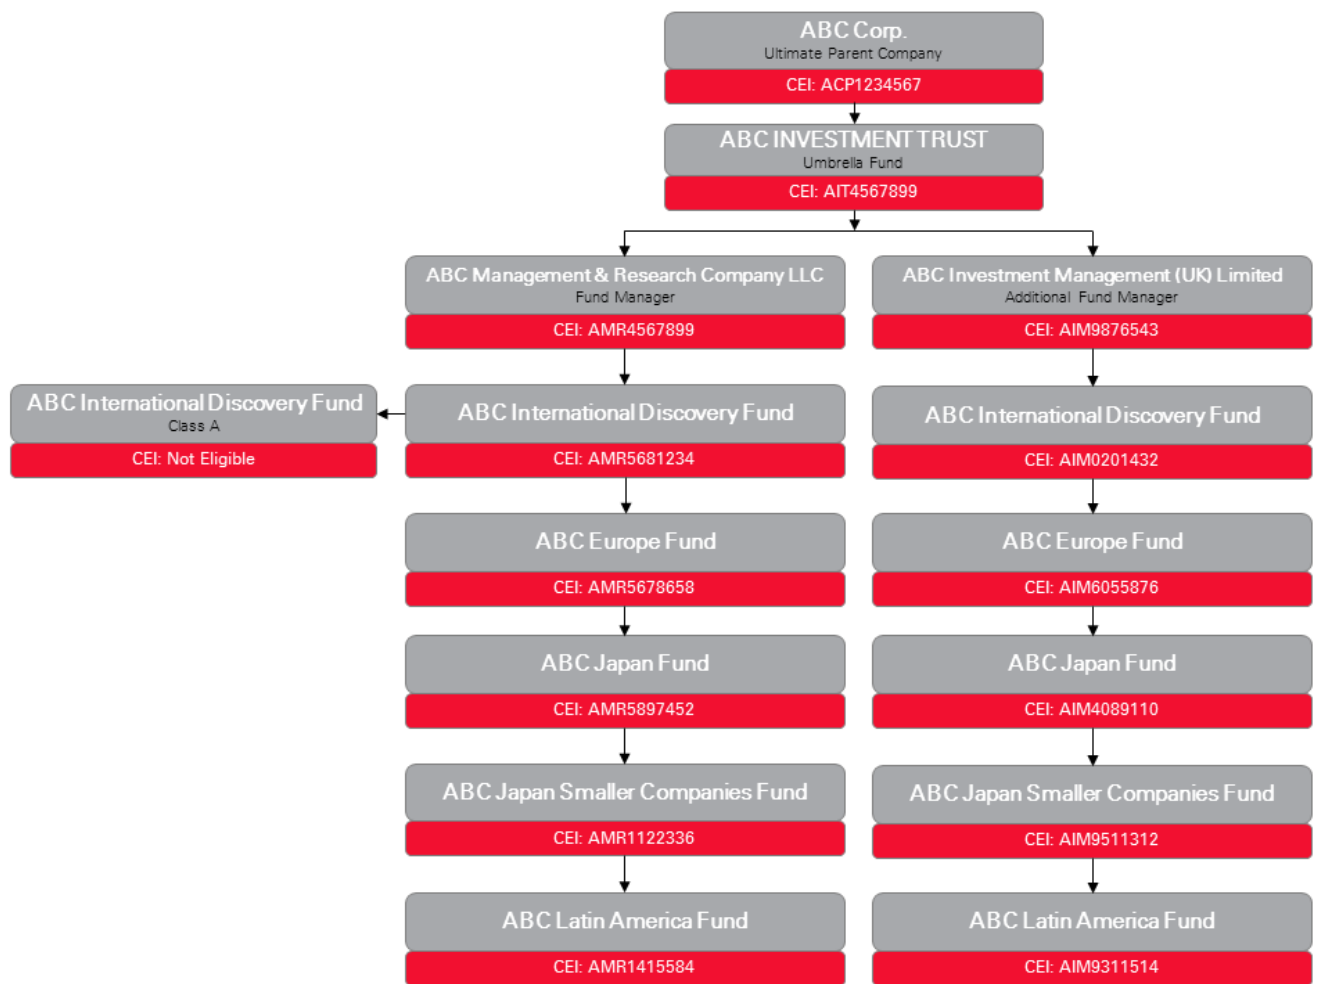 ABC Corp.
Ultimate Parent Company
CEI: ACP1234567
ABC INVESTMENT TRUST
Umbrella Fund
CEI: AIT4567899
ABC Management & Research Company LLC
Fund Manager
CEI: AMR4567899
ABC Investment Management (UK) Limited
Additional Fund Manager
CEI: AIM9876543
ABC International Discovery Fund
Class A
CEI: Not Eligible
ABC International Discovery Fund
CEI: AMR5681234
ABC International Discovery Fund
CEI: AIM0201432
ABC Europe Fund
CEI: AMR5678658
ABC Europe Fund
CEI: AIM6055876
ABC Japan Fund
CEI: AMR5897452
ABC Japan Fund
CEI: AIM4089110
ABC Japan Smaller Companies Fund
CEI: AMR1122336
ABC Japan Smaller Companies Fund
CEI: AIM9511312
ABC Latin America Fund
CEI: AMR1415584
ABC Latin America Fund
CEI: AIM9311514